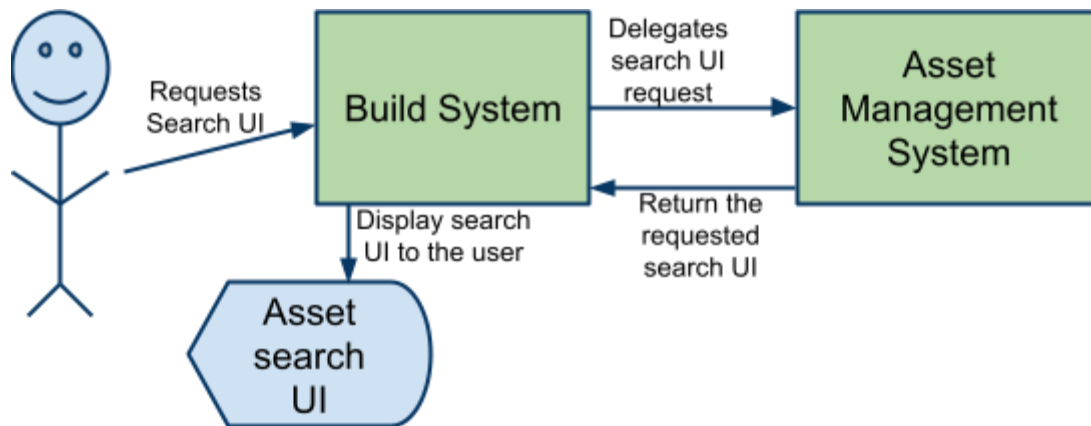 Requests
Search UI
Build System
Delegates
search UI
request
Asset
Management
System
Return the
requested
search UI
Display search
UI to the user
Asset
search
UI